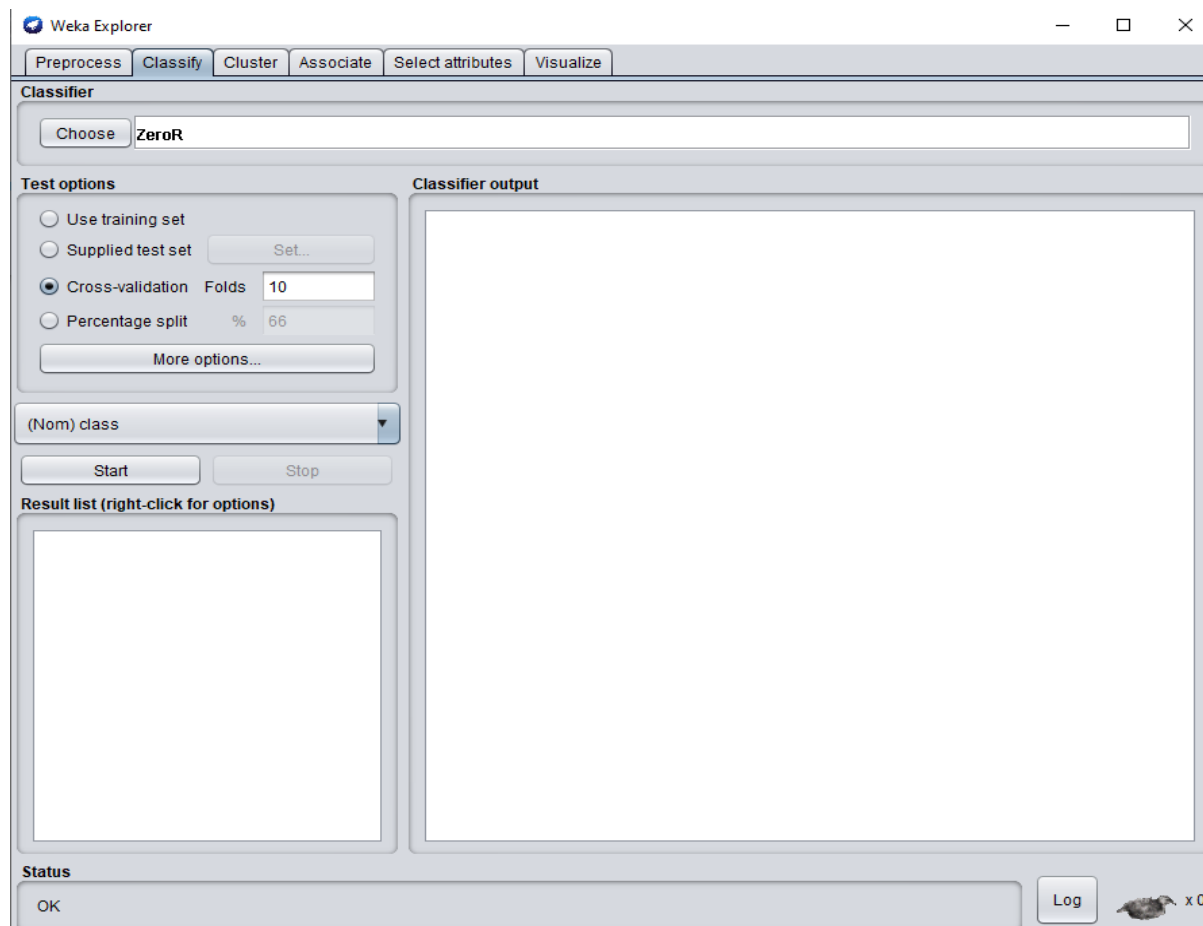 Weka Explorer
Preprocess Classify Cluster Associate Select attributes Visualize
Classifier
Choose ZeroR
Test options
Use training set
Supplied test set Set...
Cross-validation Folds 10
Percentage split % 66
More options...
(Nom) class
Start Stop
Result list (right-click for options)
Classifier output
Status
OK
Log x 0